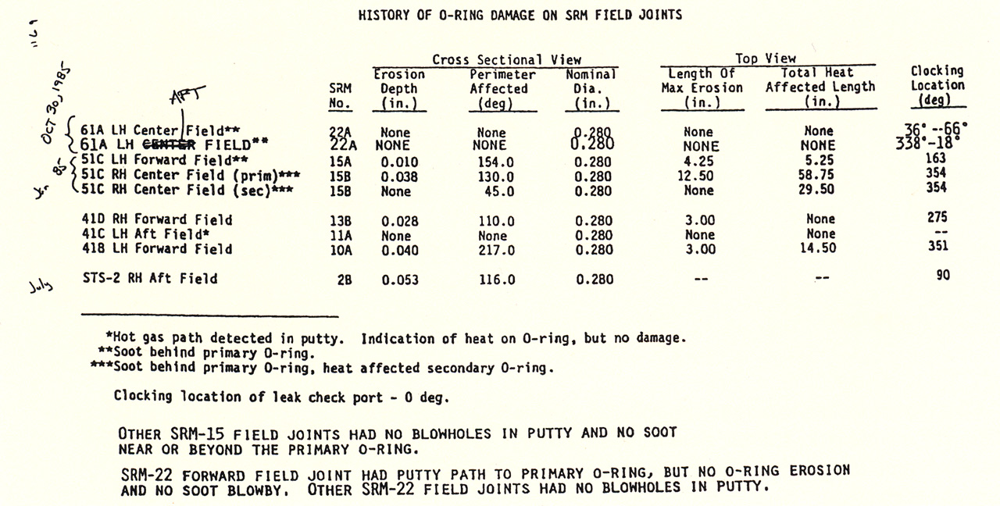 HISTORY OF O-RING DAMAGE ON SRM FIELD JOINTS
Cross Sectional View Top View
SRM No. Erosion Depth (in.) Perimeter Affected (deg) Nominal Dia. (in.) Length Of Max Erosion (in.) Total Heat Affected Length (in.) Clocking Location (deg)
OCT 30, 1985
AFT
61A LH Center Field** 22A None None 0.280 None None 36°--66°
61A LH CENTER FIELD** 22A NONE NONE 0.280 NONE NONE 338°-18°
Jan 85
51C LH Forward Field** 15A 0.010 154.0 0.280 4.25 5.25 163
51C RH Center Field (prim)*** 15B 0.038 130.0 0.280 12.50 58.75 354
51C RH Center Field (sec)*** 15B None 45.0 0.280 None 29.50 354
41D RH Forward Field 13B 0.028 110.0 0.280 3.00 None 275
41C LH Aft Field* 11A None None 0.280 None None --
41B LH Forward Field 10A 0.040 217.0 0.280 3.00 14.50 351
July
STS-2 RH Aft Field 2B 0.053 116.0 0.280 -- -- 90
*Hot gas path detected in putty. Indication of heat on O-ring, but no damage.
**Soot behind primary O-ring.
***Soot behind primary O-ring, heat affected secondary O-ring.
Clocking location of leak check port - 0 deg.
OTHER SRM-15 FIELD JOINTS HAD NO BLOWHOLES IN PUTTY AND NO SOOT
NEAR OR BEYOND THE PRIMARY O-RING.
SRM-22 FORWARD FIELD JOINT HAD PUTTY PATH TO PRIMARY O-RING, BUT NO O-RING EROSION
AND NO SOOT BLOWBY. OTHER SRM-22 FIELD JOINTS HAD NO BLOWHOLES IN PUTTY.